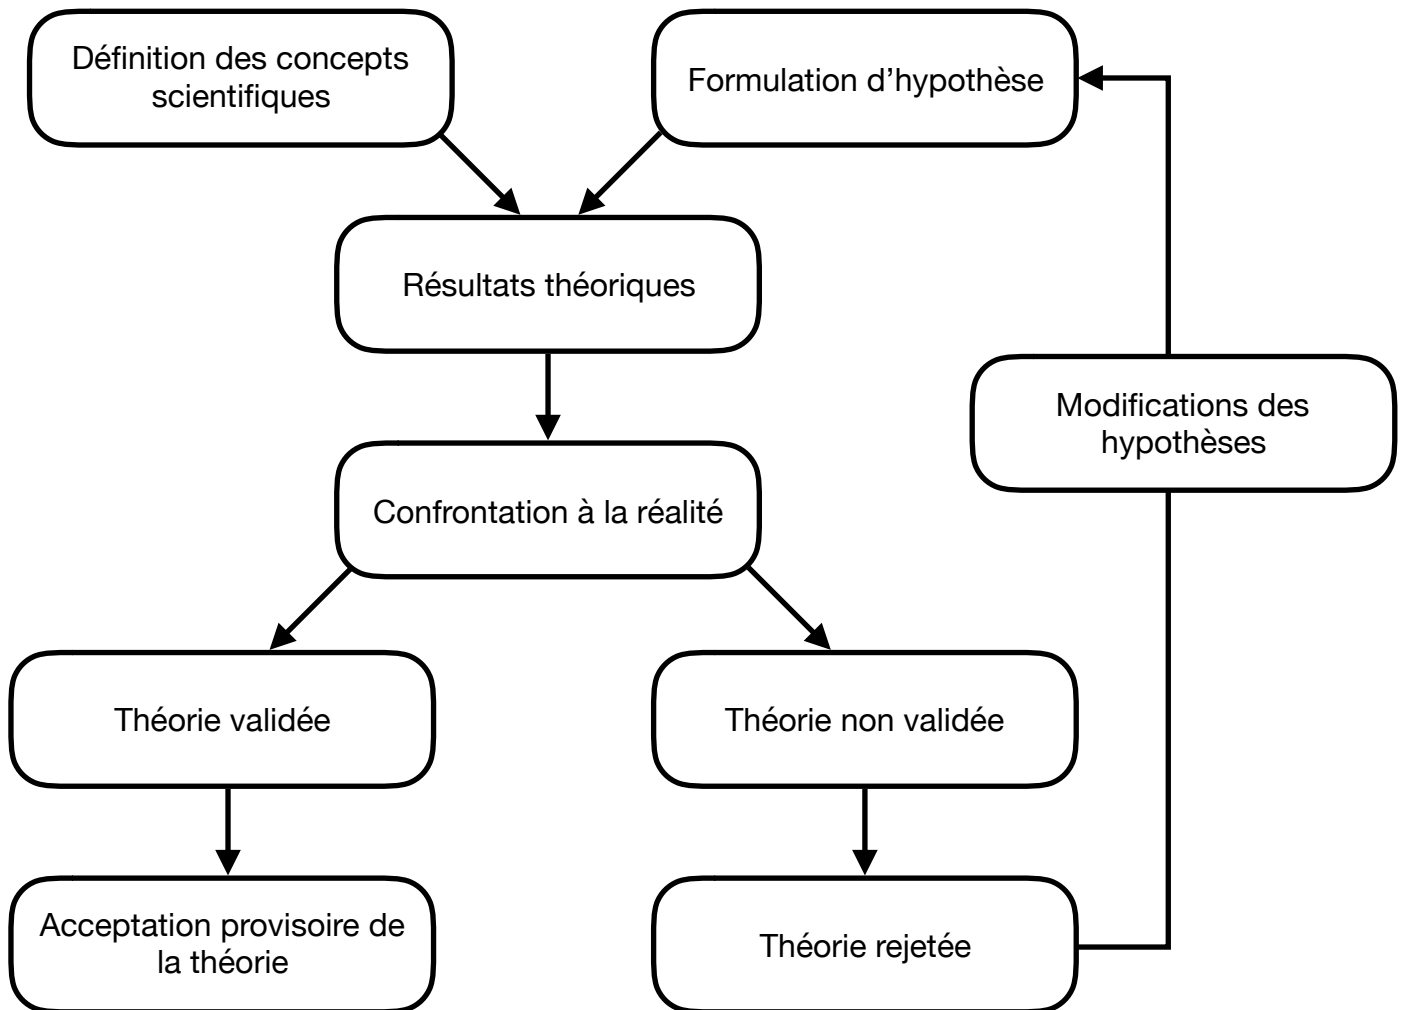 Définition des concepts
scientifiques
Formulation d’hypothèse
Résultats théoriques
Modifications des
hypothèses
Confrontation à la réalité
Théorie validée
Théorie non validée
Acceptation provisoire de
la théorie
Théorie rejetée